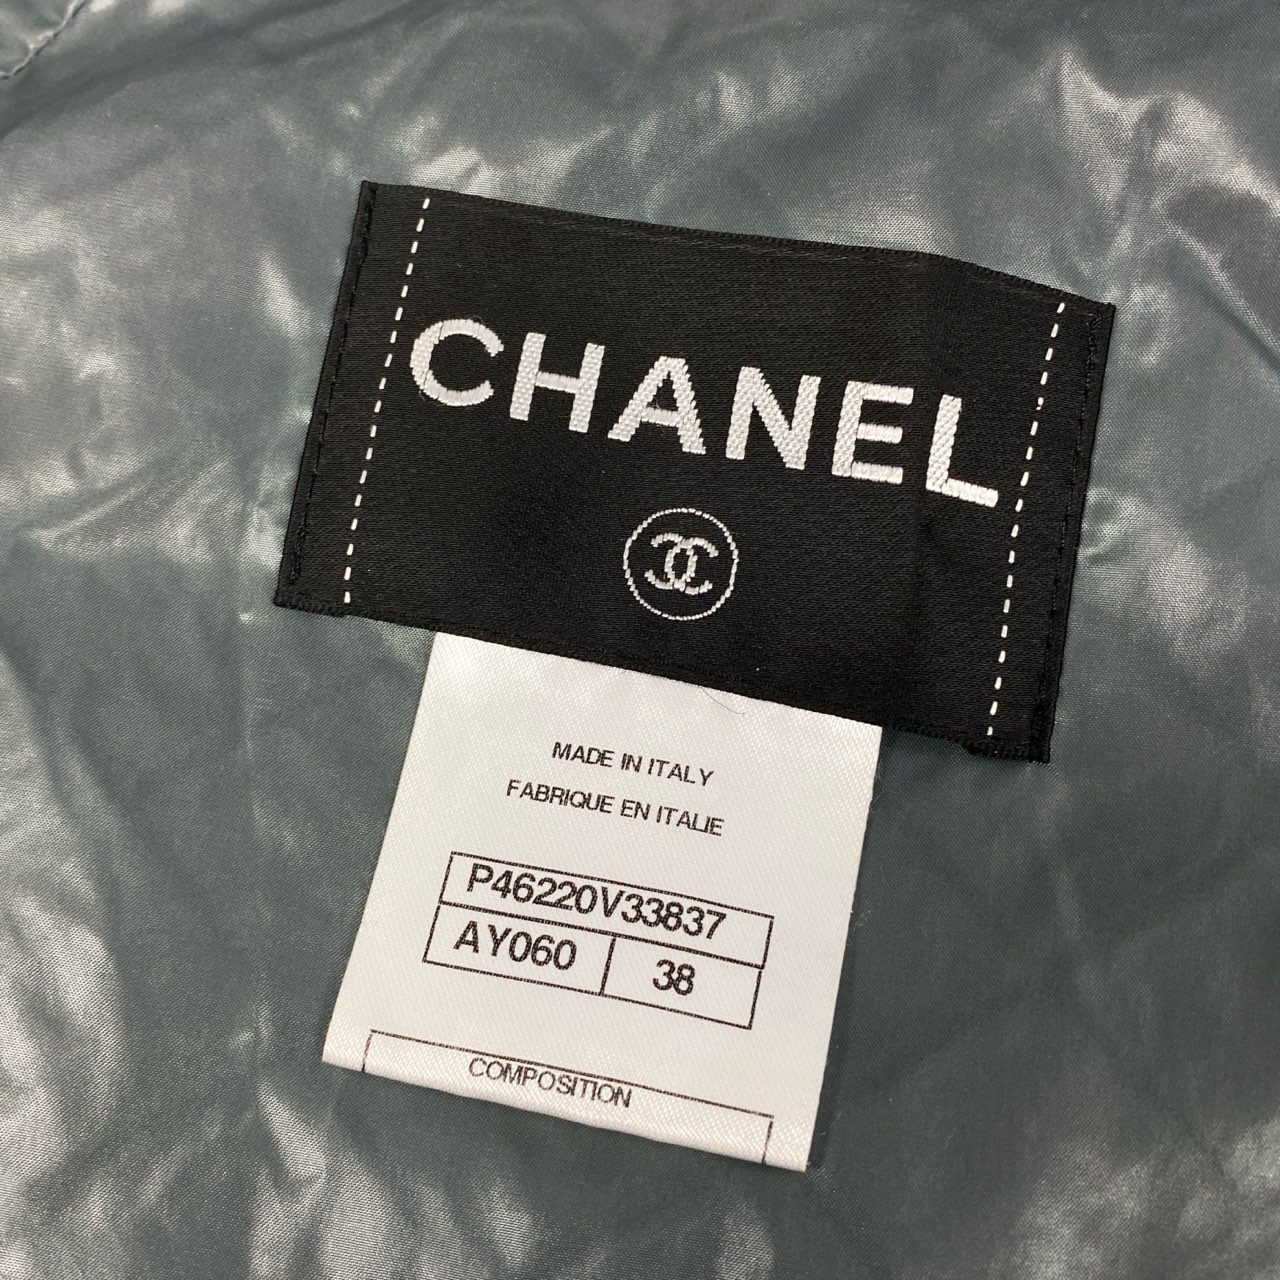 CHANEL
MADE IN ITALY
FABRIQUE EN ITALIE
P46220V33837
AY060 38
COMPOSITION